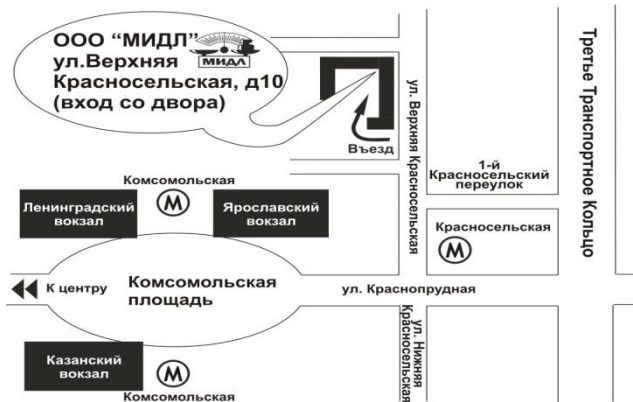 ООО “МИДЛ”
МИДЛ
ул.Верхняя
Красносельская, д10
(вход со двора)
Въезд
ул. Верхняя Красносельская
Третье Транспортное Кольцо
1-й
Красносельский
переулок
Комсомольская
М
Ленинградский
вокзал
Ярославский
вокзал
Красносельская
М
К центру
Комсомольская
площадь
ул. Краснопрудная
ул. Нижняя
Красносельская
Казанский
вокзал
М
Комсомольская